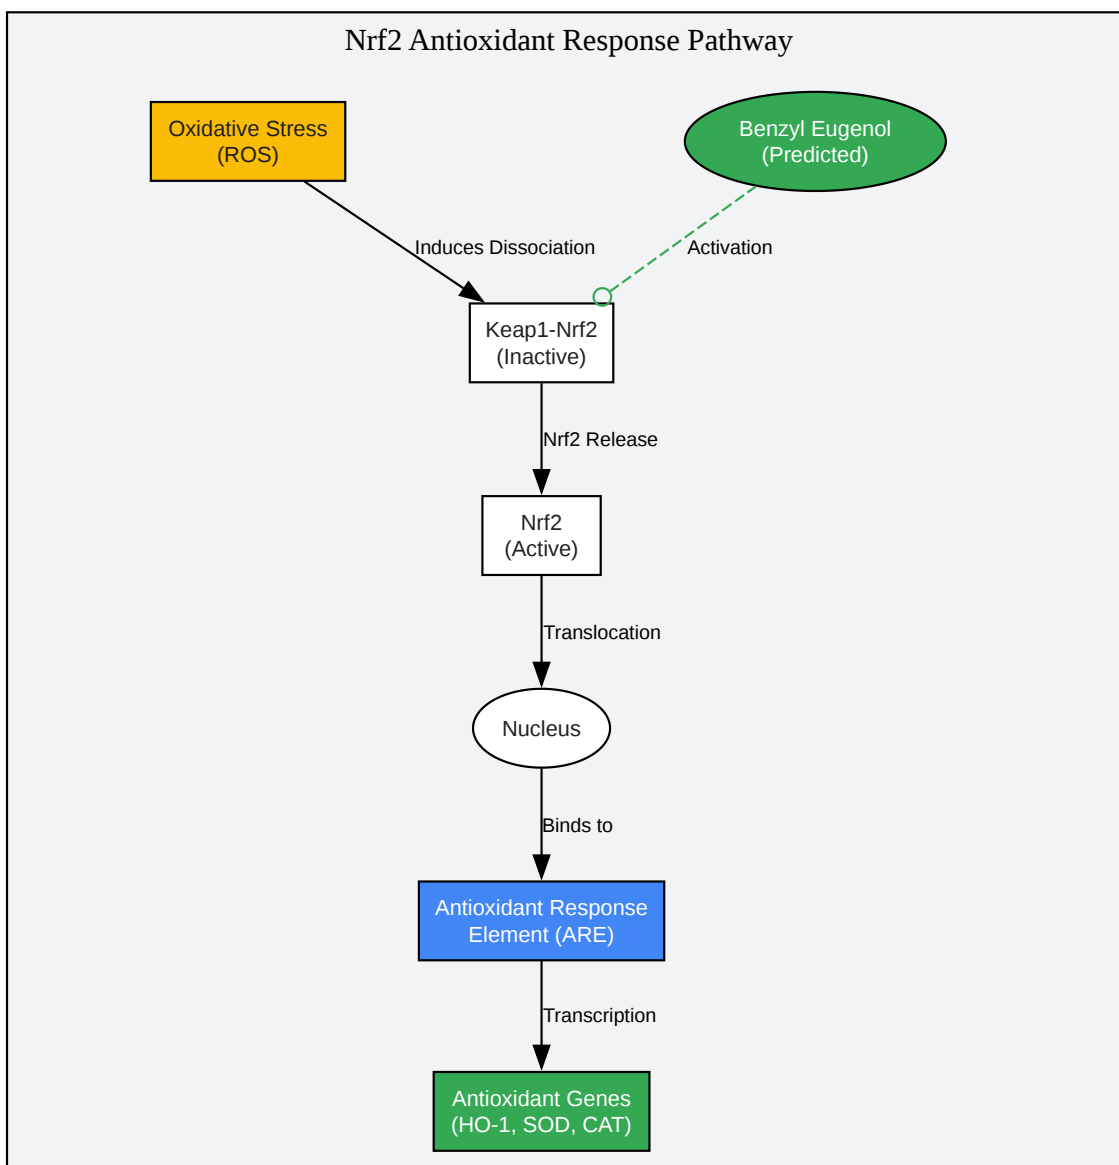 Nrf2 Antioxidant Response Pathway
Oxidative Stress
(ROS)
Benzyl Eugenol
(Predicted)
Induces Dissociation
Activation
Keap1-Nrf2
(Inactive)
Nrf2 Release
Nrf2
(Active)
Translocation
Nucleus
Binds to
Antioxidant Response
Element (ARE)
Transcription
Antioxidant Genes
(HO-1, SOD, CAT)